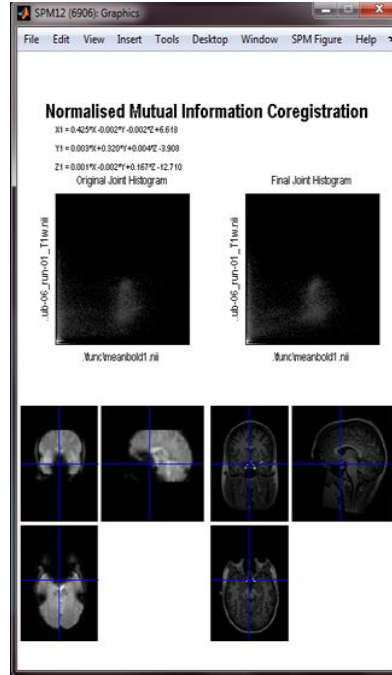 SPM12 (6906): Graphics
File Edit View Insert Tools Desktop Window SPM Figure Help
Normalised Mutual Information Coregistration
X1 = 0.425*X -0.002*Y -0.002*Z +6.618
Y1 = 0.003*X +0.320*Y +0.004*Z -3.908
Z1 = 0.001*X -0.002*Y +0.167*Z -12.710
Original Joint Histogram
Final Joint Histogram
..ub-06_run-01_T1w.nii
..ub-06_run-01_T1w.nii
.\func\meanbold1.nii
.\func\meanbold1.nii